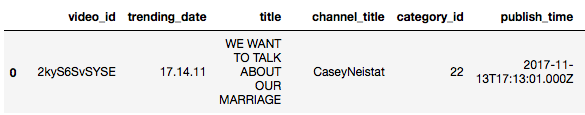 video_id trending_date title channel_title category_id publish_time
0 2kyS6SvSYSE 17.14.11 WE WANT TO TALK ABOUT OUR MARRIAGE CaseyNeistat 22 2017-11-13T17:13:01.000Z